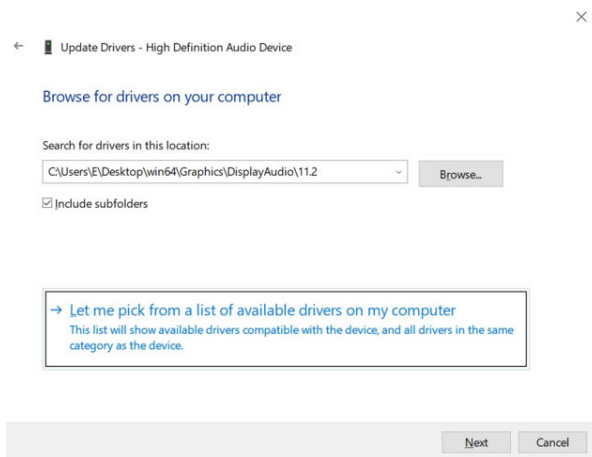 Update Drivers - High Definition Audio Device
Browse for drivers on your computer
Search for drivers in this location:
C:\Users\E\Desktop\win64\Graphics\DisplayAudio\11.2
Browse...
Include subfolders
Let me pick from a list of available drivers on my computer
This list will show available drivers compatible with the device, and all drivers in the same
category as the device.
Next
Cancel